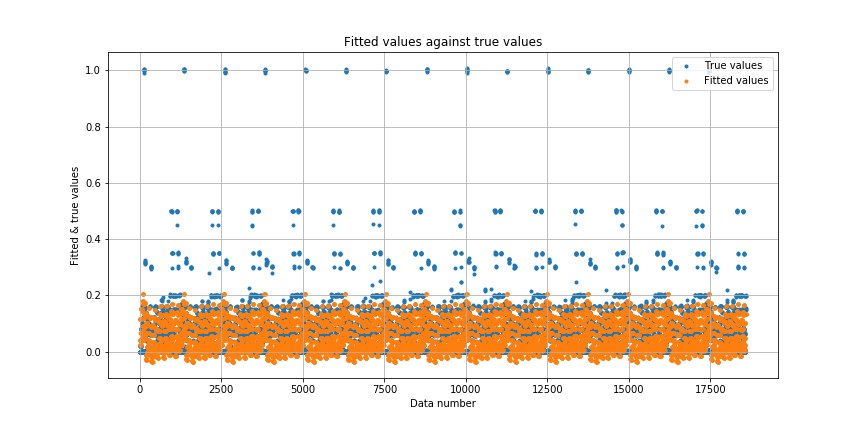 Fitted values against true values
True values
Fitted values
Fitted & true values
1.0
0.8
0.6
0.4
0.2
0.0
0 2500 5000 7500 10000 12500 15000 17500
Data number